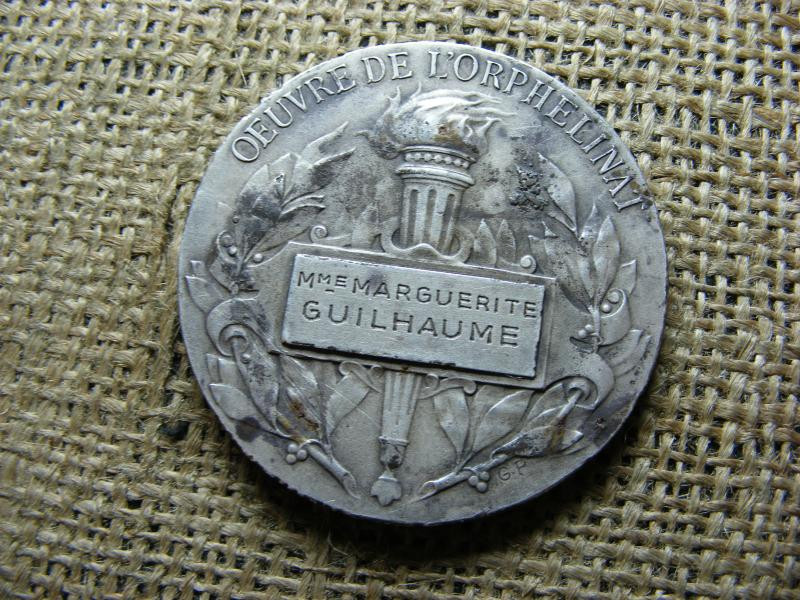 OEUVRE DE L'ORPHELINAT
MME MARGUERITE
GUILHAUME
G.P